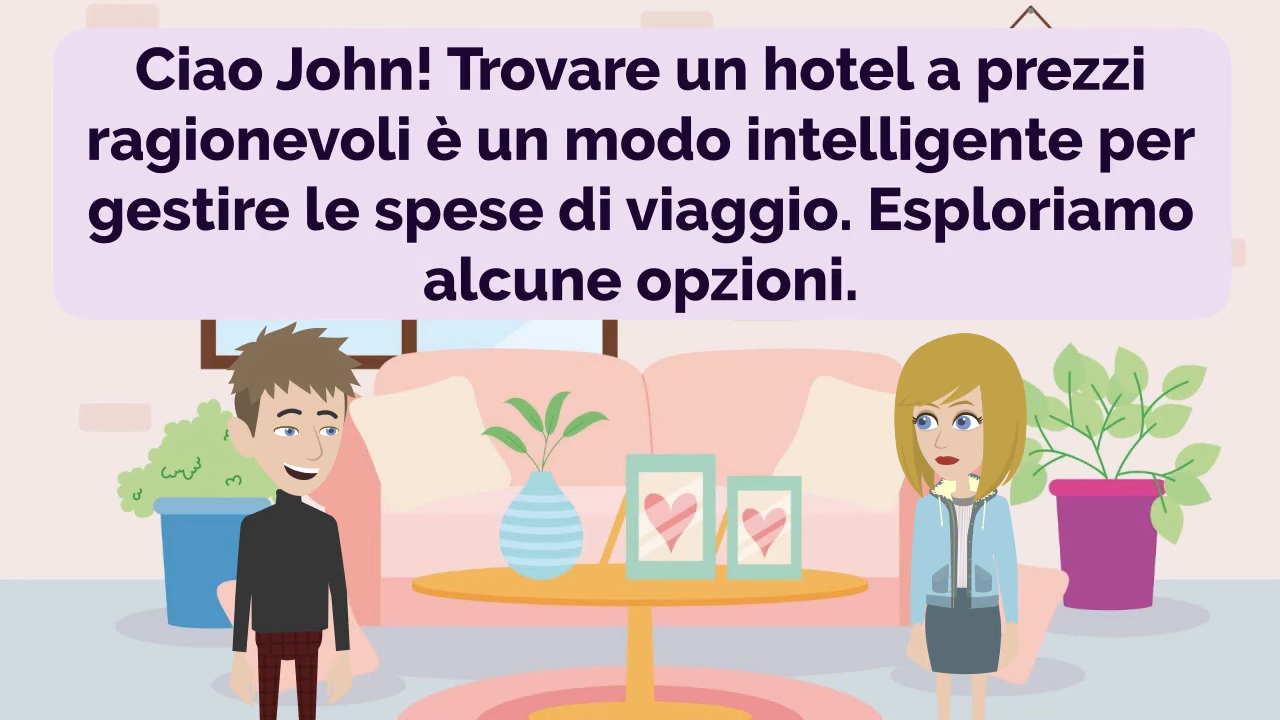 Ciao John! Trovare un hotel a prezzi
ragionevoli è un modo intelligente per
gestire le spese di viaggio. Esploriamo
alcune opzioni.